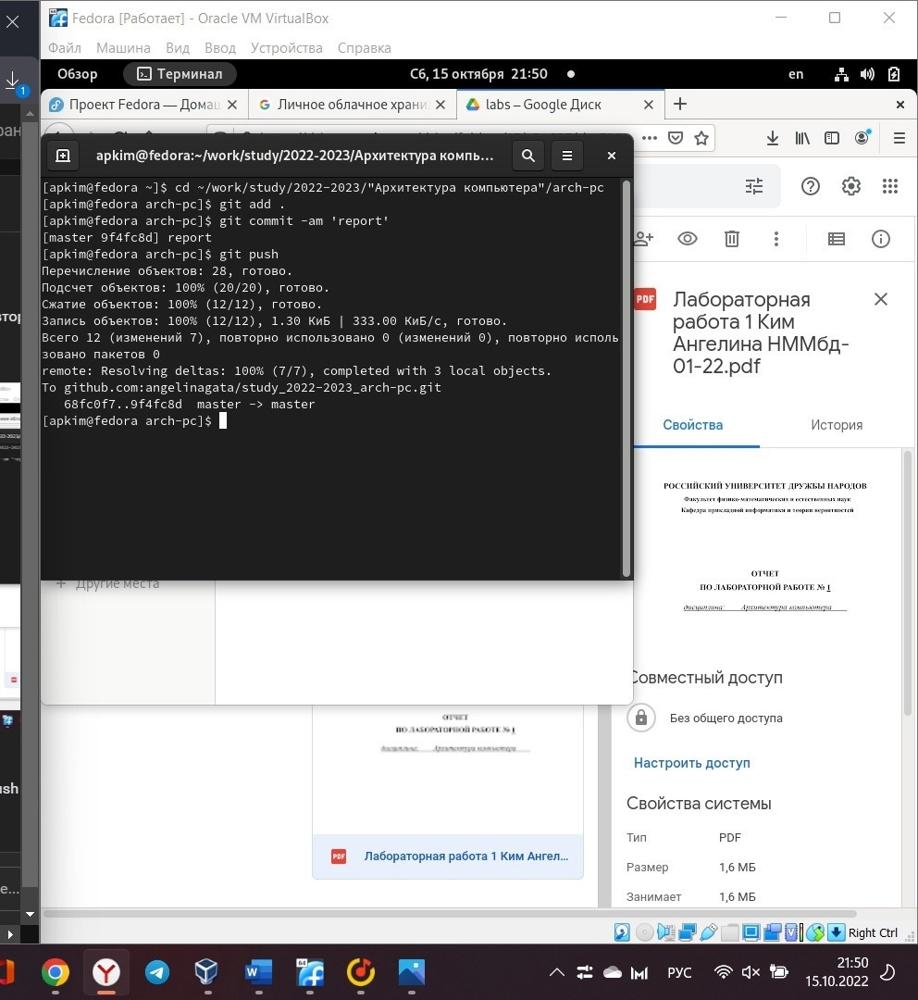 Fedora [Работает] - Oracle VM VirtualBox
Файл Машина Вид Ввод Устройства Справка
Обзор Терминал Сб, 15 октября 21:50 en
Проект Fedora — Домаш
Личное облачное храни
labs – Google Диск
apkim@fedora:~/work/study/2022-2023/Архитектура компь...
[apkim@fedora ~]$ cd ~/work/study/2022-2023/"Архитектура компьютера"/arch-pc
[apkim@fedora arch-pc]$ git add .
[apkim@fedora arch-pc]$ git commit -am 'report'
[master 9f4fc8d] report
[apkim@fedora arch-pc]$ git push
Перечисление объектов: 28, готово.
Подсчет объектов: 100% (20/20), готово.
Сжатие объектов: 100% (12/12), готово.
Запись объектов: 100% (12/12), 1.30 КиБ | 333.00 КиБ/с, готово.
Всего 12 (изменений 7), повторно использовано 0 (изменений 0), повторно исполь
зовано пакетов 0
remote: Resolving deltas: 100% (7/7), completed with 3 local objects.
To github.com:angelinagata/study_2022-2023_arch-pc.git
68fc0f7..9f4fc8d master -> master
[apkim@fedora arch-pc]$
Другие места
PDF
Лабораторная
работа 1 Ким
Ангелина НММбд-
01-22.pdf
Свойства История
РОССИЙСКИЙ УНИВЕРСИТЕТ ДРУЖБЫ НАРОДОВ
Факультет физико-математических и естественных наук
Кафедра прикладной информатики и теории вероятностей
ОТЧЕТ
ПО ЛАБОРАТОРНОЙ РАБОТЕ № 1
дисциплина: Архитектура компьютера
Совместный доступ
Без общего доступа
Настроить доступ
Свойства системы
Тип PDF
Размер 1,6 МБ
Занимает 1,6 МБ
ОТЧЕТ
ПО ЛАБОРАТОРНОЙ РАБОТЕ № 1
дисциплина: Архитектура компьютера
PDF Лабораторная работа 1 Ким Ангел...
Right Ctrl
РУС
21:50
15.10.2022